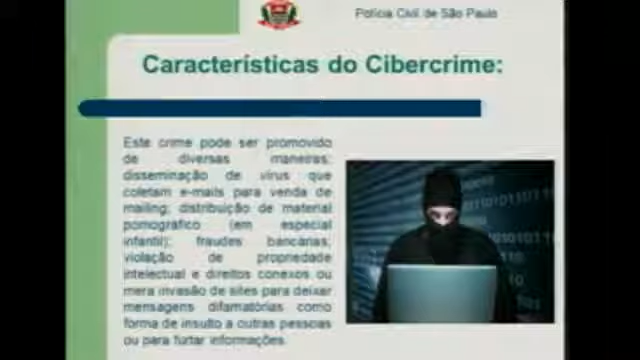 Polícia Civil de São Paulo
Características do Cibercrime:
Este crime pode ser promovido
de diversas maneiras:
disseminação de vírus que
coletam e-mails para venda de
mailing; distribuição de material
pornográfico (em especial
infantil); fraudes bancárias;
violação de propriedade
intelectual e direitos conexos ou
mera invasão de sites para deixar
mensagens difamatórias como
forma de insulto a outras pessoas
ou para furtar informações.